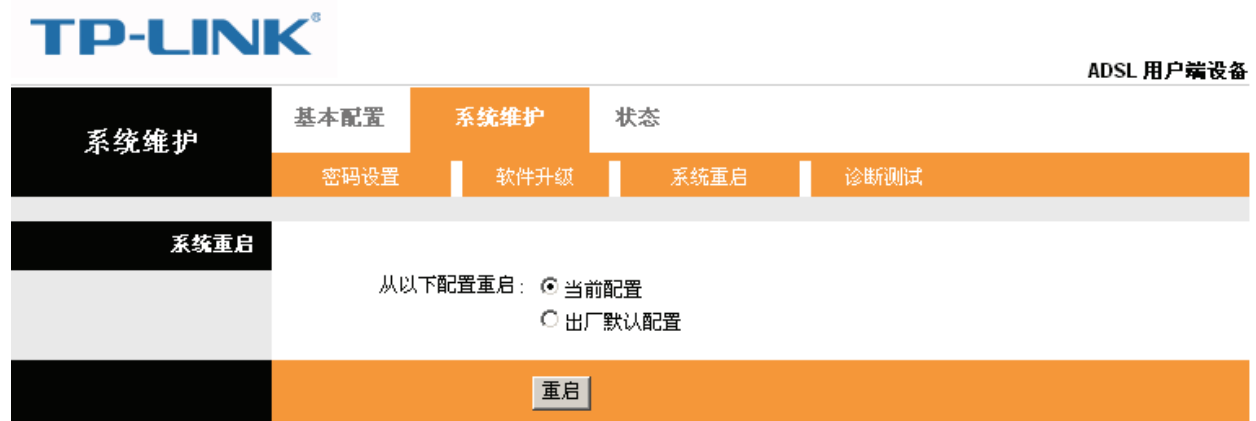 TP-LINK®
ADSL 用户端设备
系统维护
基本配置 系统维护 状态
密码设置 软件升级 系统重启 诊断测试
系统重启
从以下配置重启: 当前配置
出厂默认配置
重启